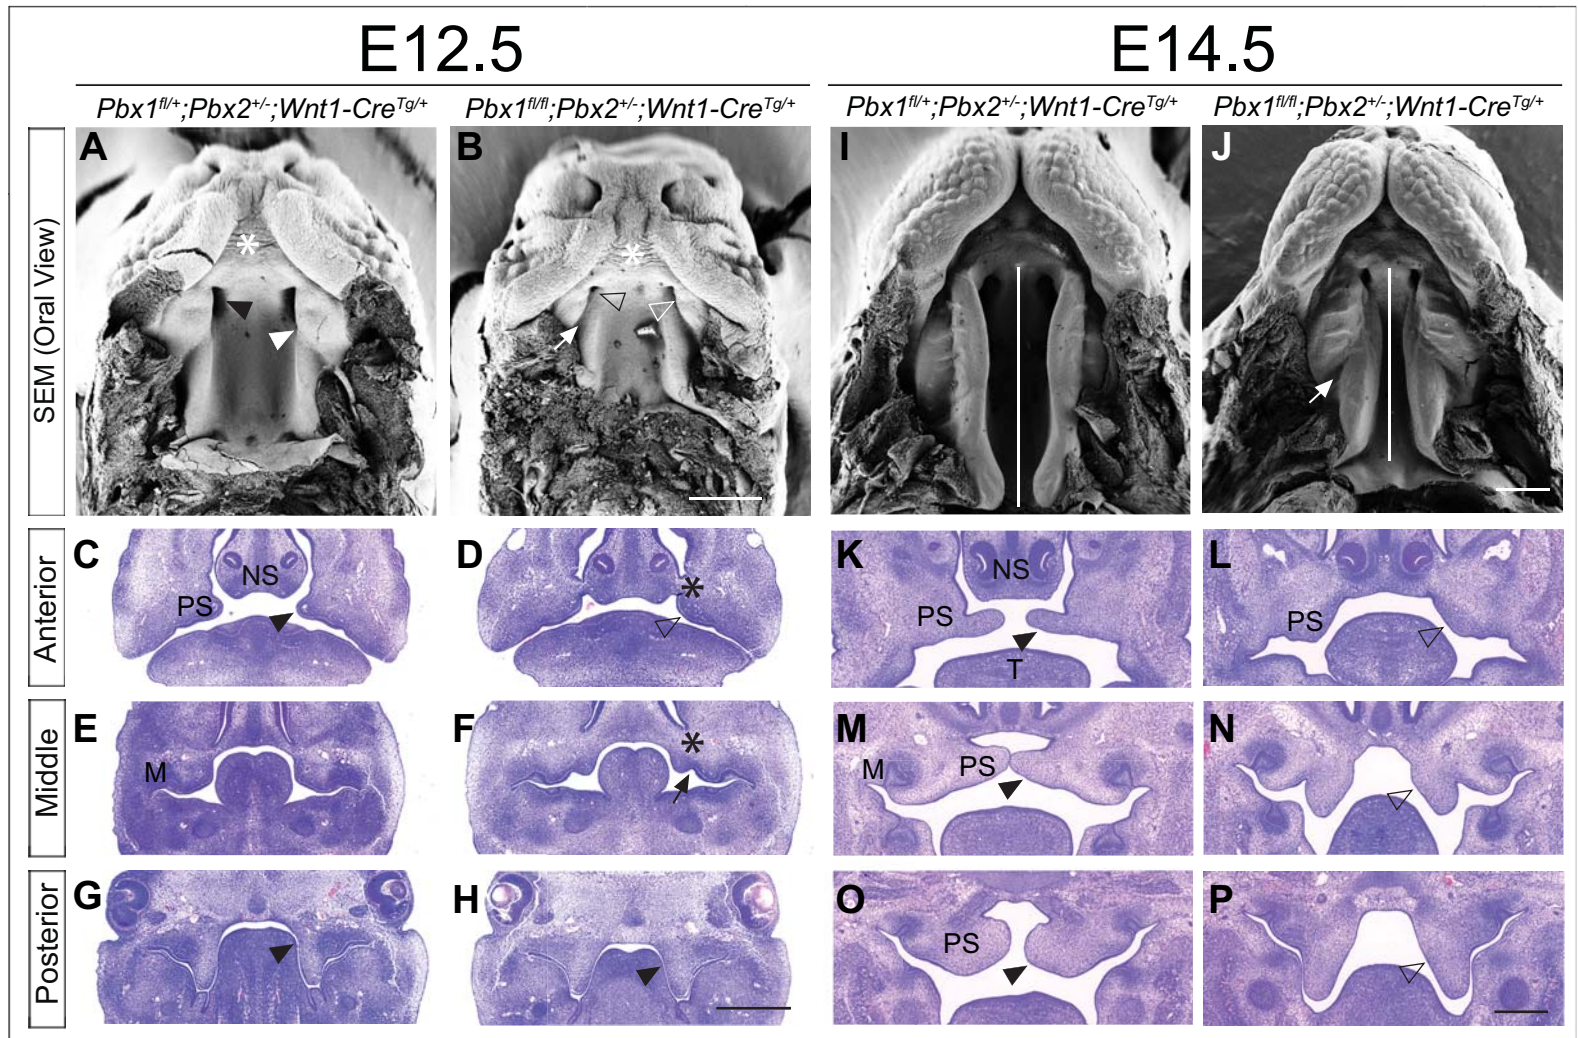 E12.5 E14.5
Pbx1fl/+;Pbx2+/-;Wnt1-CreTg/+ Pbx1fl/fl;Pbx2+/-;Wnt1-CreTg/+ Pbx1fl/+;Pbx2+/-;Wnt1-CreTg/+ Pbx1fl/fl;Pbx2+/-;Wnt1-CreTg/+
SEM (Oral View)
A B I J
* *
Anterior
C D K L
NS * NS
PS PS PS
T
Middle
E F M N
* PS
M M
Posterior
G H O P
PS